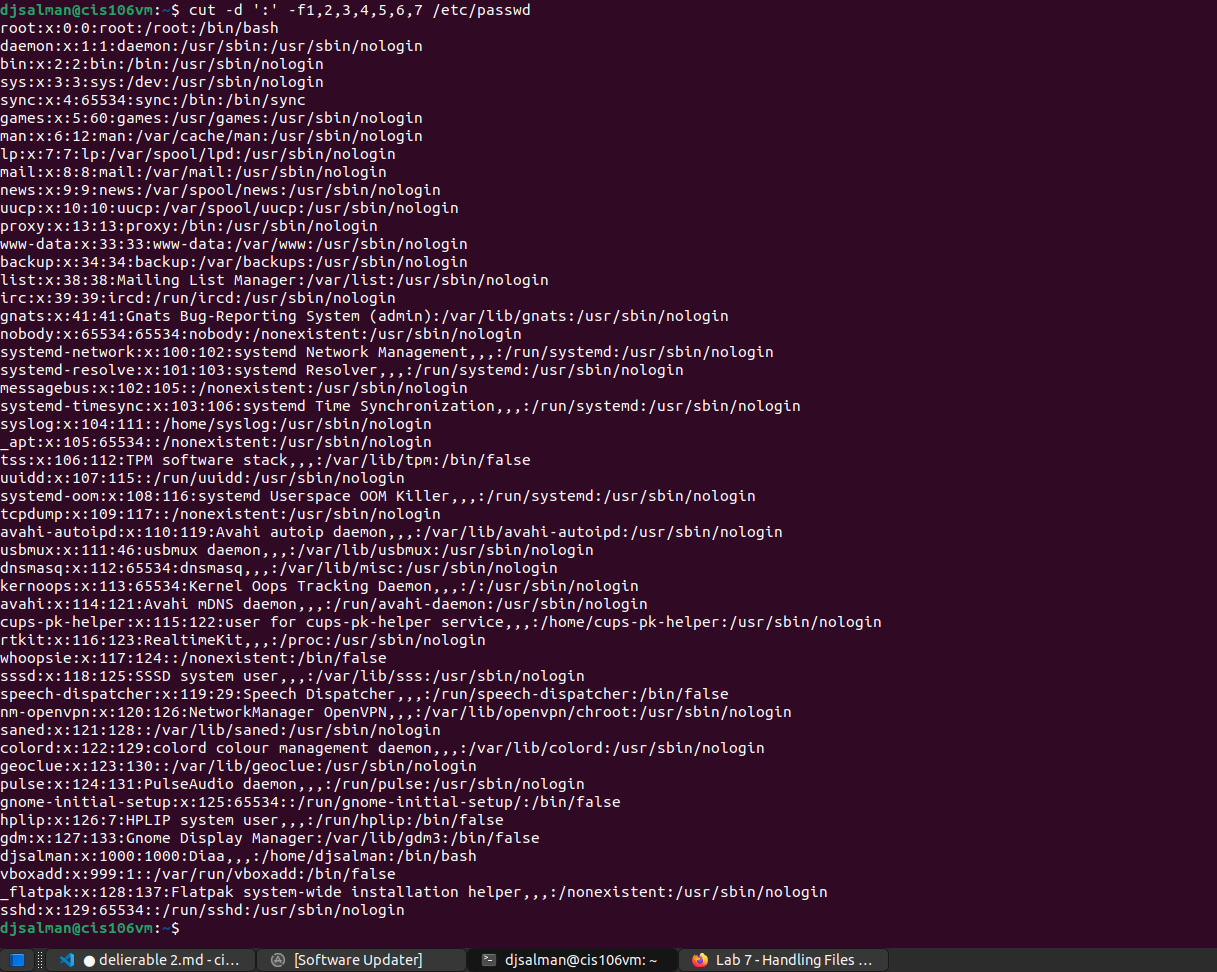 djsalman@cis106vm:~$ cut -d ':' -f1,2,3,4,5,6,7 /etc/passwd
root:x:0:0:root:/root:/bin/bash
daemon:x:1:1:daemon:/usr/sbin:/usr/sbin/nologin
bin:x:2:2:bin:/bin:/usr/sbin/nologin
sys:x:3:3:sys:/dev:/usr/sbin/nologin
sync:x:4:65534:sync:/bin:/bin/sync
games:x:5:60:games:/usr/games:/usr/sbin/nologin
man:x:6:12:man:/var/cache/man:/usr/sbin/nologin
lp:x:7:7:lp:/var/spool/lpd:/usr/sbin/nologin
mail:x:8:8:mail:/var/mail:/usr/sbin/nologin
news:x:9:9:news:/var/spool/news:/usr/sbin/nologin
uucp:x:10:10:uucp:/var/spool/uucp:/usr/sbin/nologin
proxy:x:13:13:proxy:/bin:/usr/sbin/nologin
www-data:x:33:33:www-data:/var/www:/usr/sbin/nologin
backup:x:34:34:backup:/var/backups:/usr/sbin/nologin
list:x:38:38:Mailing List Manager:/var/list:/usr/sbin/nologin
irc:x:39:39:ircd:/run/ircd:/usr/sbin/nologin
gnats:x:41:41:Gnats Bug-Reporting System (admin):/var/lib/gnats:/usr/sbin/nologin
nobody:x:65534:65534:nobody:/nonexistent:/usr/sbin/nologin
systemd-network:x:100:102:systemd Network Management,,,:/run/systemd:/usr/sbin/nologin
systemd-resolve:x:101:103:systemd Resolver,,,:/run/systemd:/usr/sbin/nologin
messagebus:x:102:105::/nonexistent:/usr/sbin/nologin
systemd-timesync:x:103:106:systemd Time Synchronization,,,:/run/systemd:/usr/sbin/nologin
syslog:x:104:111::/home/syslog:/usr/sbin/nologin
_apt:x:105:65534::/nonexistent:/usr/sbin/nologin
tss:x:106:112:TPM software stack,,,:/var/lib/tpm:/bin/false
uuidd:x:107:115::/run/uuidd:/usr/sbin/nologin
systemd-oom:x:108:116:systemd Userspace OOM Killer,,,:/run/systemd:/usr/sbin/nologin
tcpdump:x:109:117::/nonexistent:/usr/sbin/nologin
avahi-autoipd:x:110:119:Avahi autoip daemon,,,:/var/lib/avahi-autoipd:/usr/sbin/nologin
usbmux:x:111:46:usbmux daemon,,,:/var/lib/usbmux:/usr/sbin/nologin
dnsmasq:x:112:65534:dnsmasq,,,:/var/lib/misc:/usr/sbin/nologin
kernoops:x:113:65534:Kernel Oops Tracking Daemon,,,:/:/usr/sbin/nologin
avahi:x:114:121:Avahi mDNS daemon,,,:/run/avahi-daemon:/usr/sbin/nologin
cups-pk-helper:x:115:122:user for cups-pk-helper service,,,:/home/cups-pk-helper:/usr/sbin/nologin
rtkit:x:116:123:RealtimeKit,,,:/proc:/usr/sbin/nologin
whoopsie:x:117:124::/nonexistent:/bin/false
sssd:x:118:125:SSSD system user,,,:/var/lib/sss:/usr/sbin/nologin
speech-dispatcher:x:119:29:Speech Dispatcher,,,:/run/speech-dispatcher:/bin/false
nm-openvpn:x:120:126:NetworkManager OpenVPN,,,:/var/lib/openvpn/chroot:/usr/sbin/nologin
saned:x:121:128::/var/lib/saned:/usr/sbin/nologin
colord:x:122:129:colord colour management daemon,,,:/var/lib/colord:/usr/sbin/nologin
geoclue:x:123:130::/var/lib/geoclue:/usr/sbin/nologin
pulse:x:124:131:PulseAudio daemon,,,:/run/pulse:/usr/sbin/nologin
gnome-initial-setup:x:125:65534::/run/gnome-initial-setup/:/bin/false
hplip:x:126:7:HPLIP system user,,,:/run/hplip:/bin/false
gdm:x:127:133:Gnome Display Manager:/var/lib/gdm3:/bin/false
djsalman:x:1000:1000:Diaa,,,:/home/djsalman:/bin/bash
vboxadd:x:999:1::/var/run/vboxadd:/bin/false
_flatpak:x:128:137:Flatpak system-wide installation helper,,,:/nonexistent:/usr/sbin/nologin
sshd:x:129:65534::/run/sshd:/usr/sbin/nologin
djsalman@cis106vm:~$
● delierable 2.md - ci... [Software Updater] djsalman@cis106vm: ~ Lab 7 - Handling Files ...